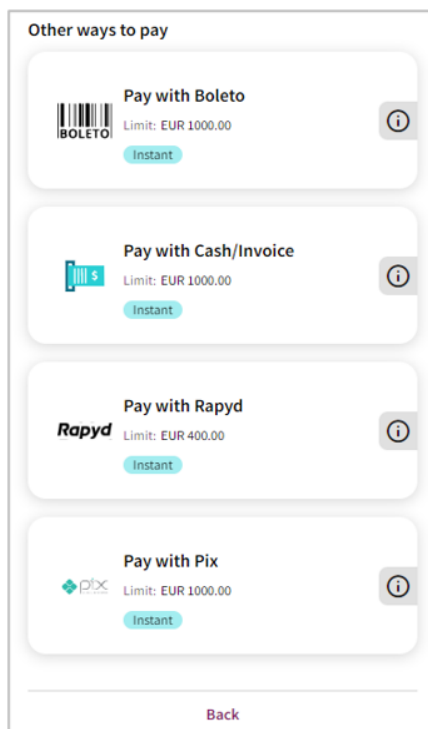 Other ways to pay
Pay with Boleto
BOLETO
Limit: EUR 1000.00
Instant
Pay with Cash/Invoice
$
Limit: EUR 1000.00
Instant
Pay with Rapyd
Rapyd
Limit: EUR 400.00
Instant
Pay with Pix
pix
Limit: EUR 1000.00
Instant
Back